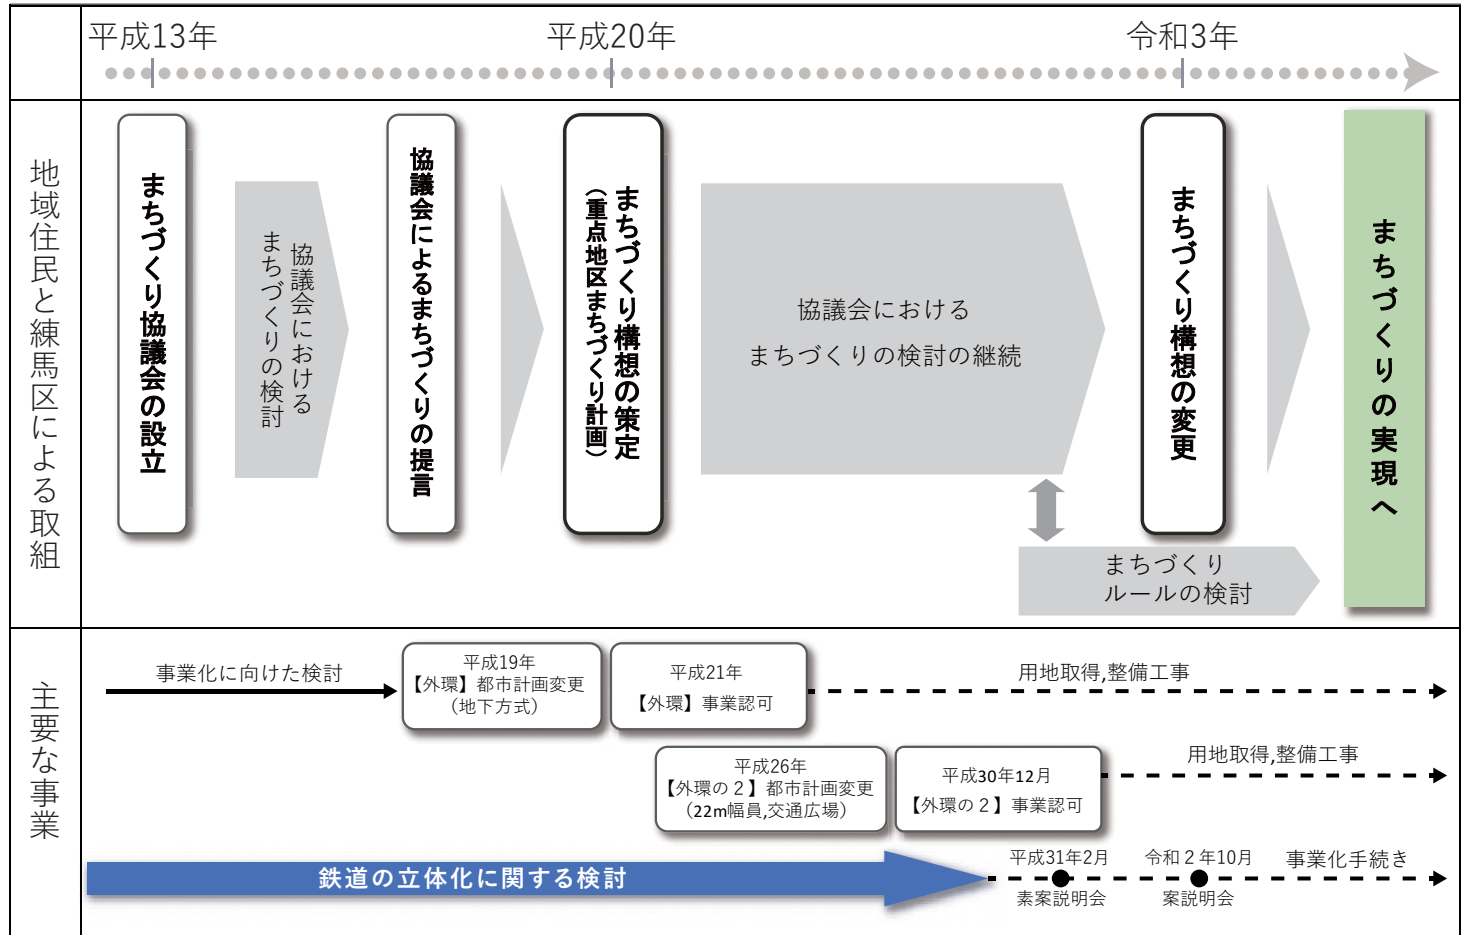 平成13年
平成20年
令和3年
地域住民と練馬区による取組
まちづくり協議会の設立
協議会における
まちづくりの検討
協議会によるまちづくりの提言
まちづくり構想の策定
（重点地区まちづくり計画）
協議会における
まちづくりの検討の継続
まちづくり構想の変更
まちづくりの実現へ
まちづくり
ルールの検討
主要な事業
事業化に向けた検討
平成19年
【外環】都市計画変更
（地下方式）
平成21年
【外環】事業認可
用地取得,整備工事
平成26年
【外環の２】都市計画変更
（22m幅員,交通広場）
平成30年12月
【外環の２】事業認可
用地取得,整備工事
鉄道の立体化に関する検討
平成31年2月
素案説明会
令和２年10月
案説明会
事業化手続き